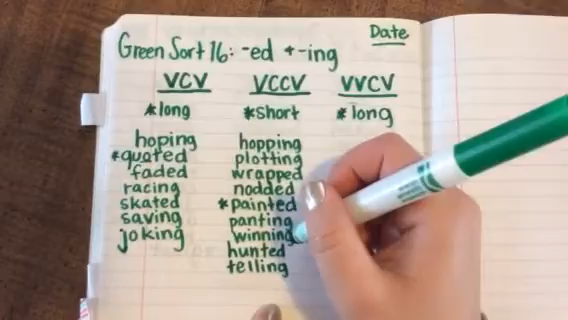 Date
Green Sort 16: -ed + -ing
VCV VCCV VVCV
*long *short *long
hoping hopping
*quoted plotting
faded wrapped
racing nodded
skated *painted
saving panting
joking winning
hunted
telling